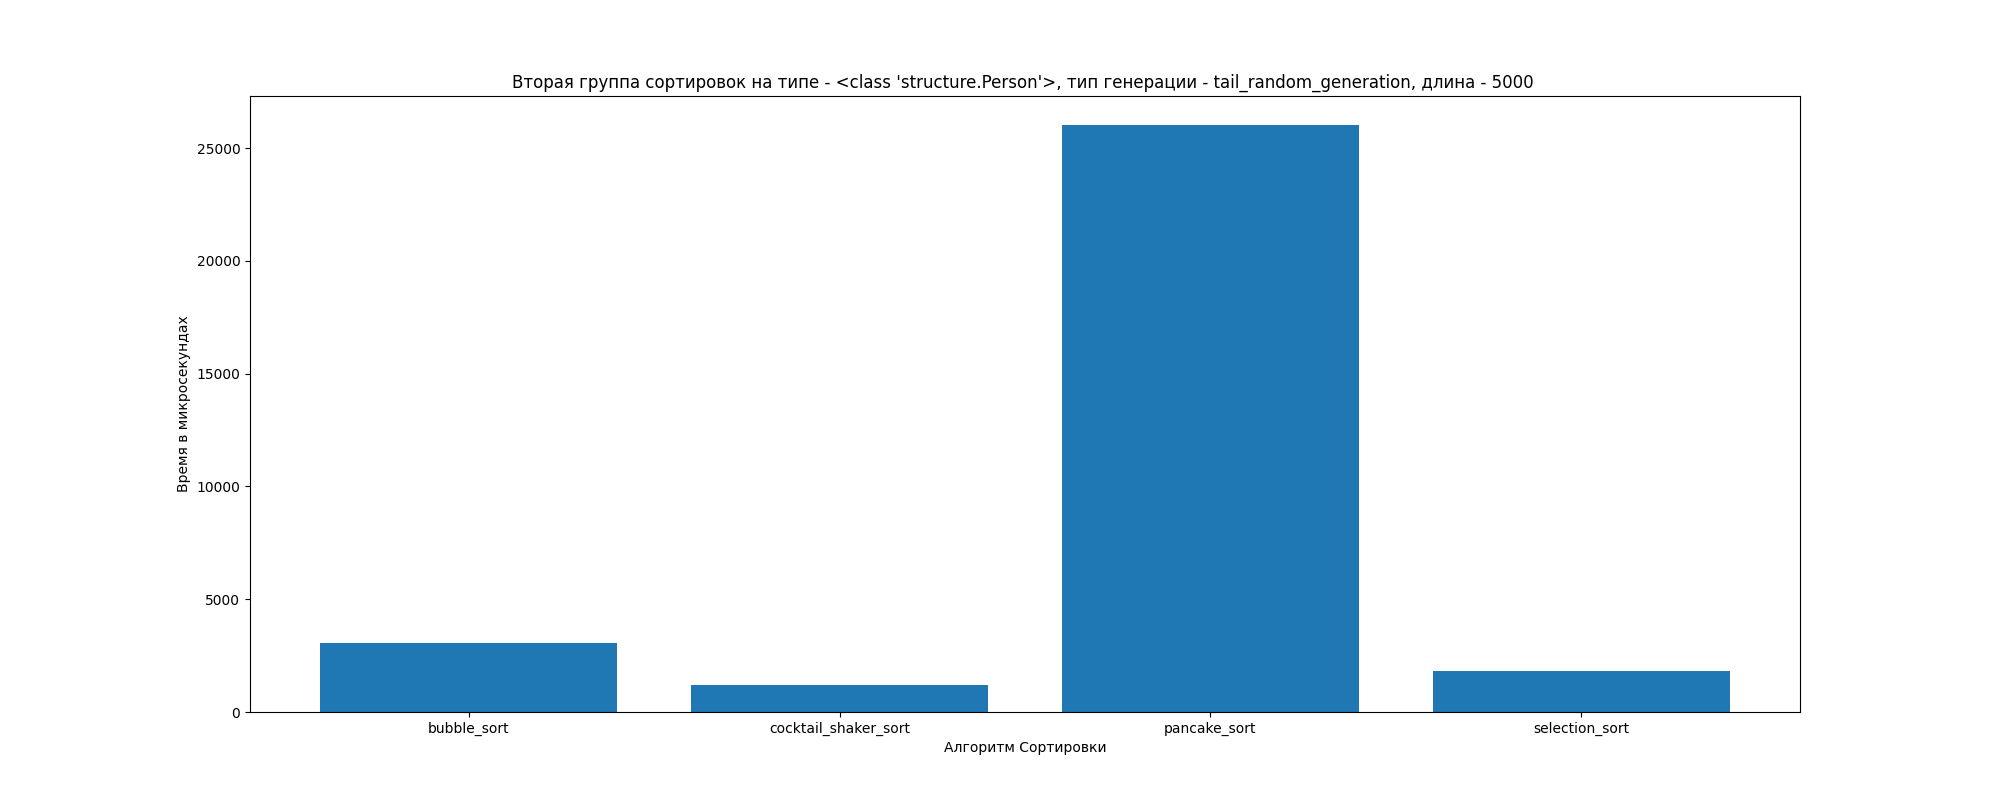 Вторая группа сортировок на типе - <class 'structure.Person'>, тип генерации - tail_random_generation, длина - 5000
Время в микросекундах
25000
20000
15000
10000
5000
0
bubble_sort
cocktail_shaker_sort
pancake_sort
selection_sort
Алгоритм Сортировки